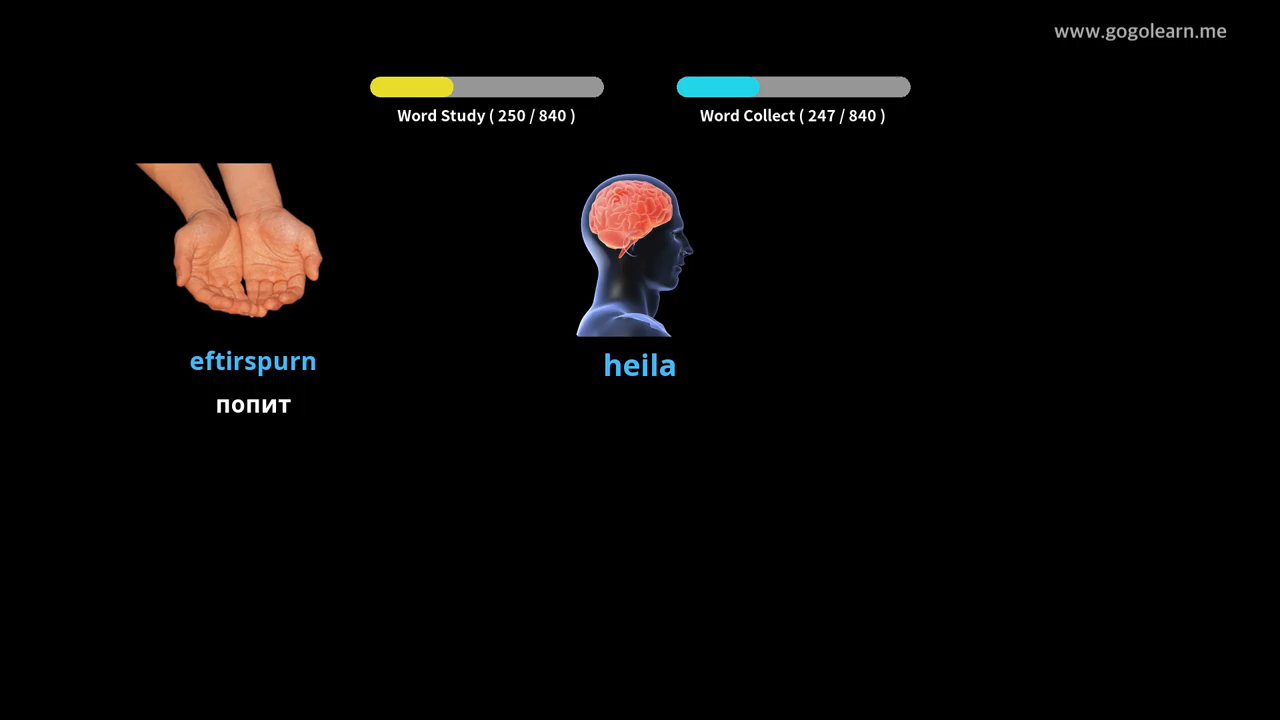 www.gogolearn.me
Word Study ( 250 / 840 )
Word Collect ( 247 / 840 )
eftirspurn
попит
heila